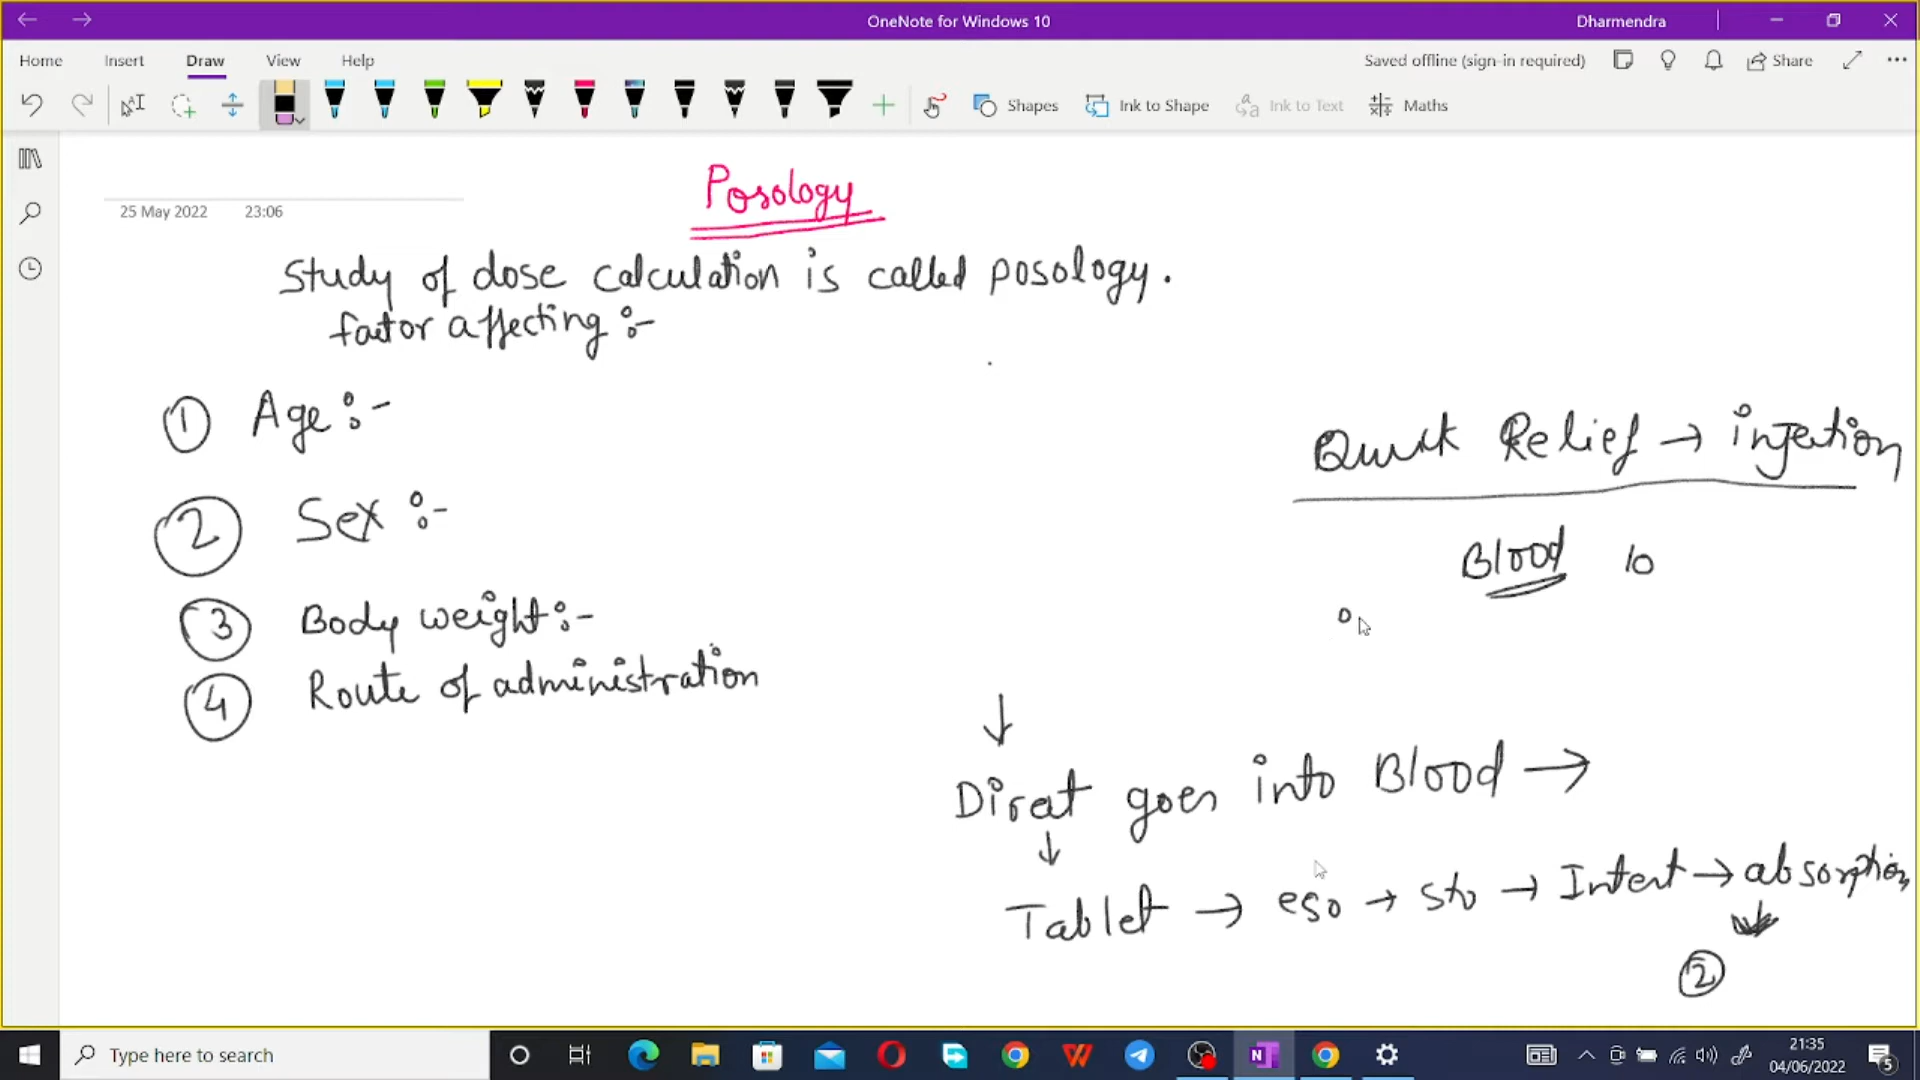 OneNote for Windows 10
Dharmendra
Home Insert Draw View Help
Saved offline (sign-in required) Share
Shapes Ink to Shape Ink to Text Maths
Posology
25 May 2022 23:06
Study of dose calculation is called posology.
factor affecting :-
① Age :-
② Sex :-
③ Body weight :-
④ Route of administration
Quick Relief → injection
Blood 10
↓
Direct goes into Blood →
↓
Tablet → eso → sto → Intest → absorption
②
Type here to search
21:35
04/06/2022
5